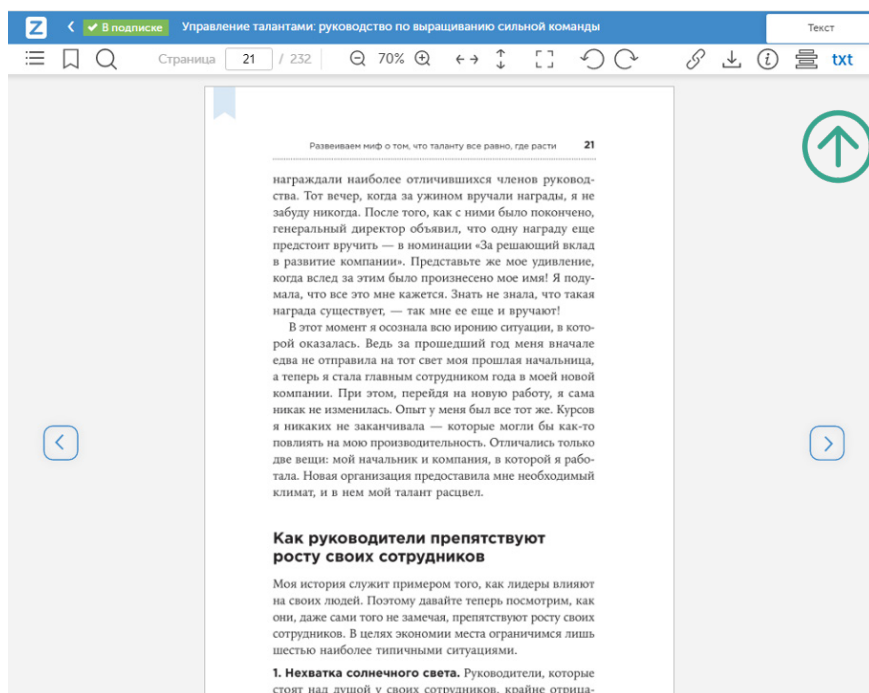 Z
В подписке
Управление талантами: руководство по выращиванию сильной команды
Текст
Страница 21 / 232
70%
txt
Развеиваем миф о том, что таланту все равно, где расти 21
награждали наиболее отличившихся членов руковод-
ства. Тот вечер, когда за ужином вручали награды, я не
забуду никогда. После того, как с ними было покончено,
генеральный директор объявил, что одну награду еще
предстоит вручить — в номинации «За решающий вклад
в развитие компании». Представьте же мое удивление,
когда вслед за этим было произнесено мое имя! Я поду-
мала, что все это мне кажется. Знать не знала, что такая
награда существует, — так мне ее еще и вручают!
В этот момент я осознала всю иронию ситуации, в кото-
рой оказалась. Ведь за прошедший год меня вначале
едва не отправила на тот свет моя прошлая начальница,
а теперь я стала главным сотрудником года в моей новой
компании. При этом, перейдя на новую работу, я сама
никак не изменилась. Опыт у меня был все тот же. Курсов
я никаких не заканчивала — которые могли бы как-то
повлиять на мою производительность. Отличались только
две вещи: мой начальник и компания, в которой я рабо-
тала. Новая организация предоставила мне необходимый
климат, и в нем мой талант расцвел.
Как руководители препятствуют
росту своих сотрудников
Моя история служит примером того, как лидеры влияют
на своих людей. Поэтому давайте теперь посмотрим, как
они, даже сами того не замечая, препятствуют росту своих
сотрудников. В целях экономии места ограничимся лишь
шестью наиболее типичными ситуациями.
1. Нехватка солнечного света. Руководители, которые
стоят над душой у своих сотрудников, крайне отрица-